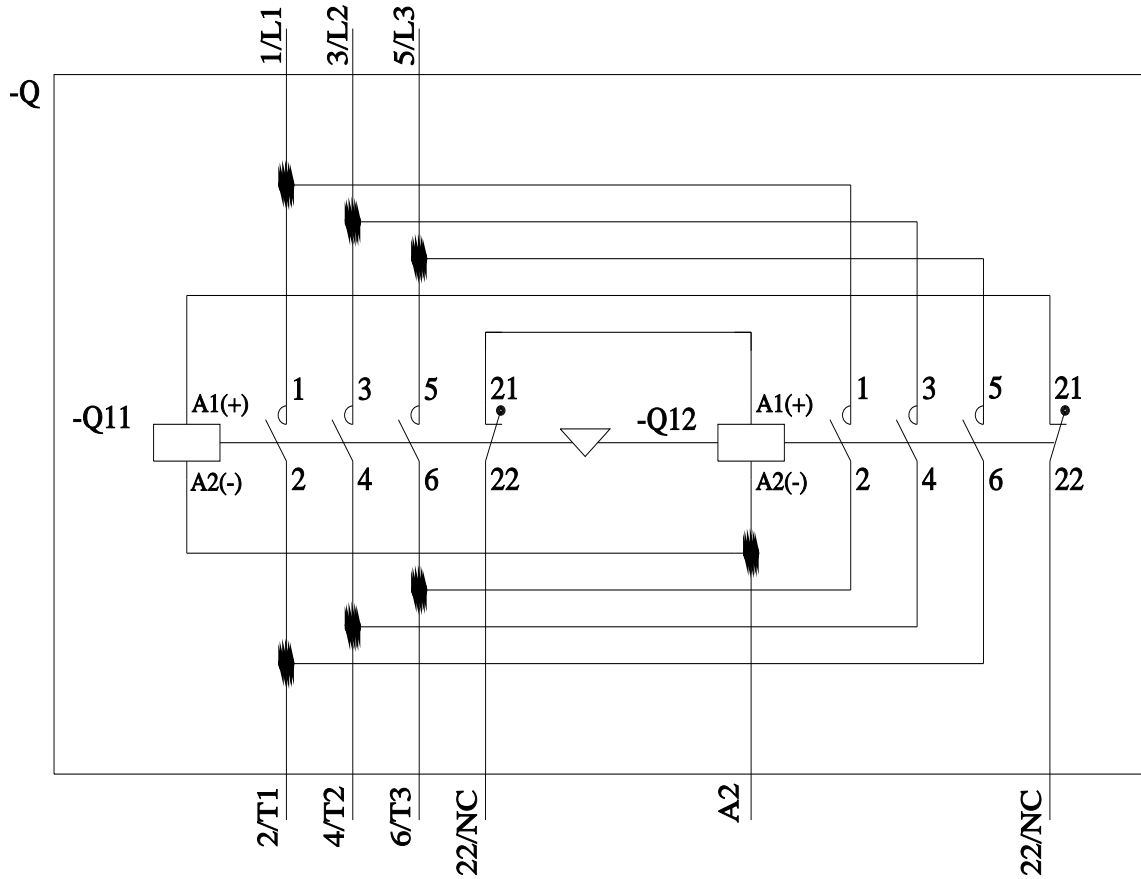 1/L1
3/L2
5/L3
-Q
1
3
5
21
1
3
5
21
-Q11
A1(+)
-Q12
A1(+)
A2(-)
2
4
6
22
A2(-)
2
4
6
22
2/T1
4/T2
6/T3
22/NC
A2
22/NC